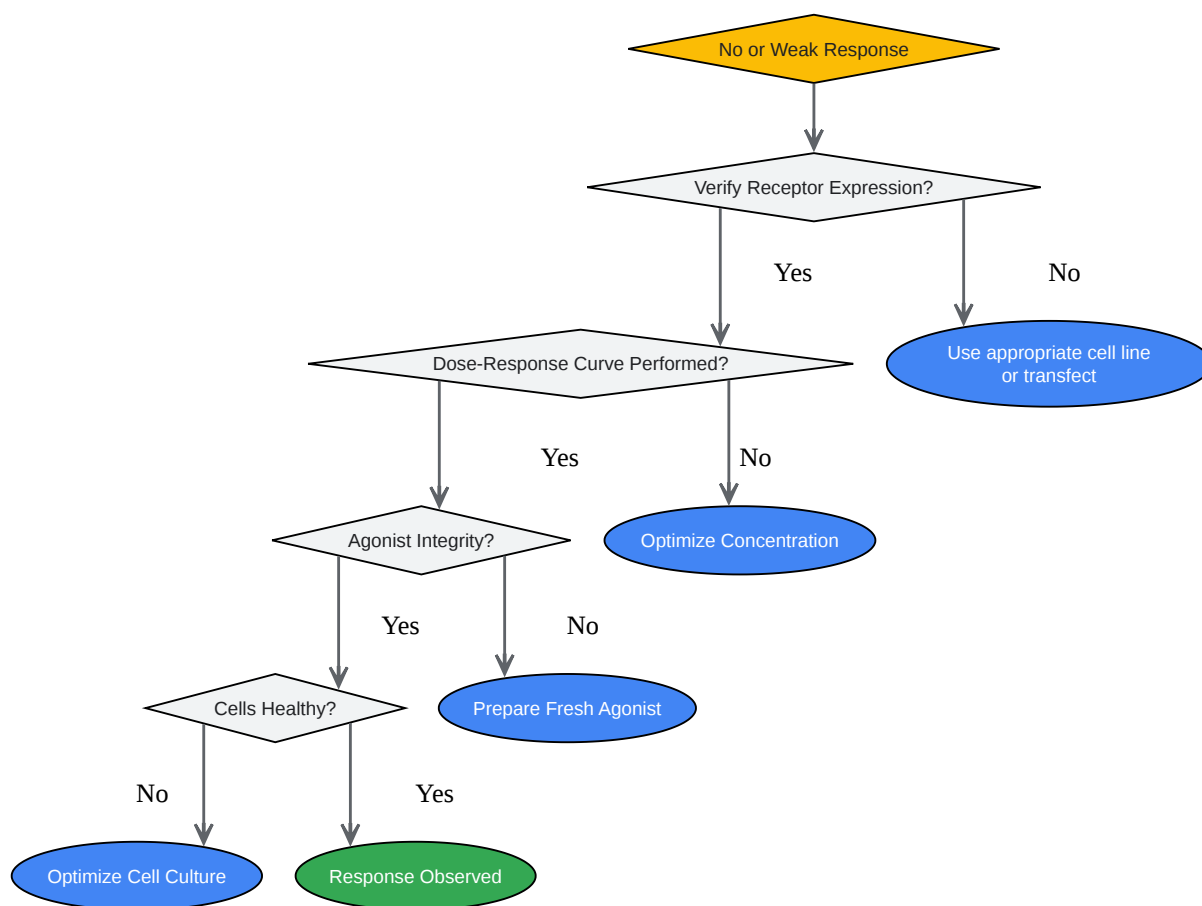 No or Weak Response
Verify Receptor Expression?
Yes
No
Dose-Response Curve Performed?
Use appropriate cell line
or transfect
Yes
No
Agonist Integrity?
Optimize Concentration
Yes
No
Cells Healthy?
Prepare Fresh Agonist
No
Yes
Optimize Cell Culture
Response Observed